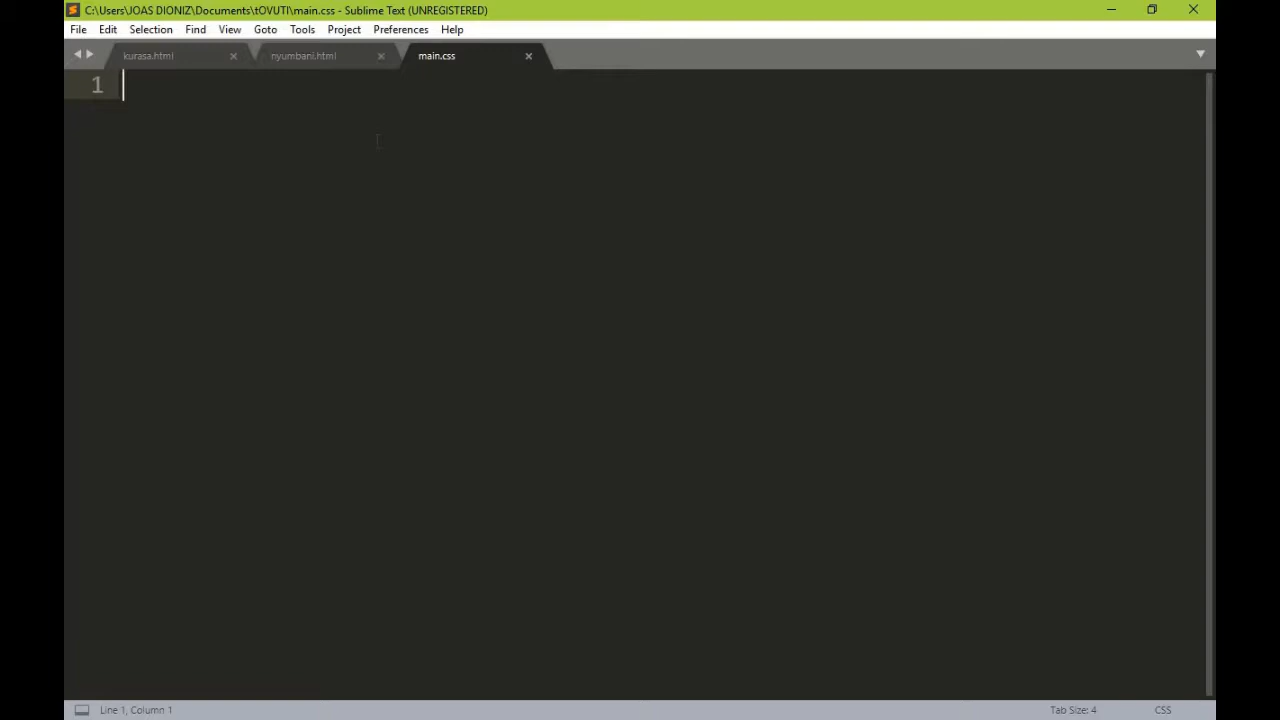 C:\Users\JOAS DIONIZ\Documents\tOVUTI\main.css - Sublime Text (UNREGISTERED)
File Edit Selection Find View Goto Tools Project Preferences Help
kurasa.html nyumbani.html main.css
1
Line 1, Column 1 Tab Size: 4 CSS